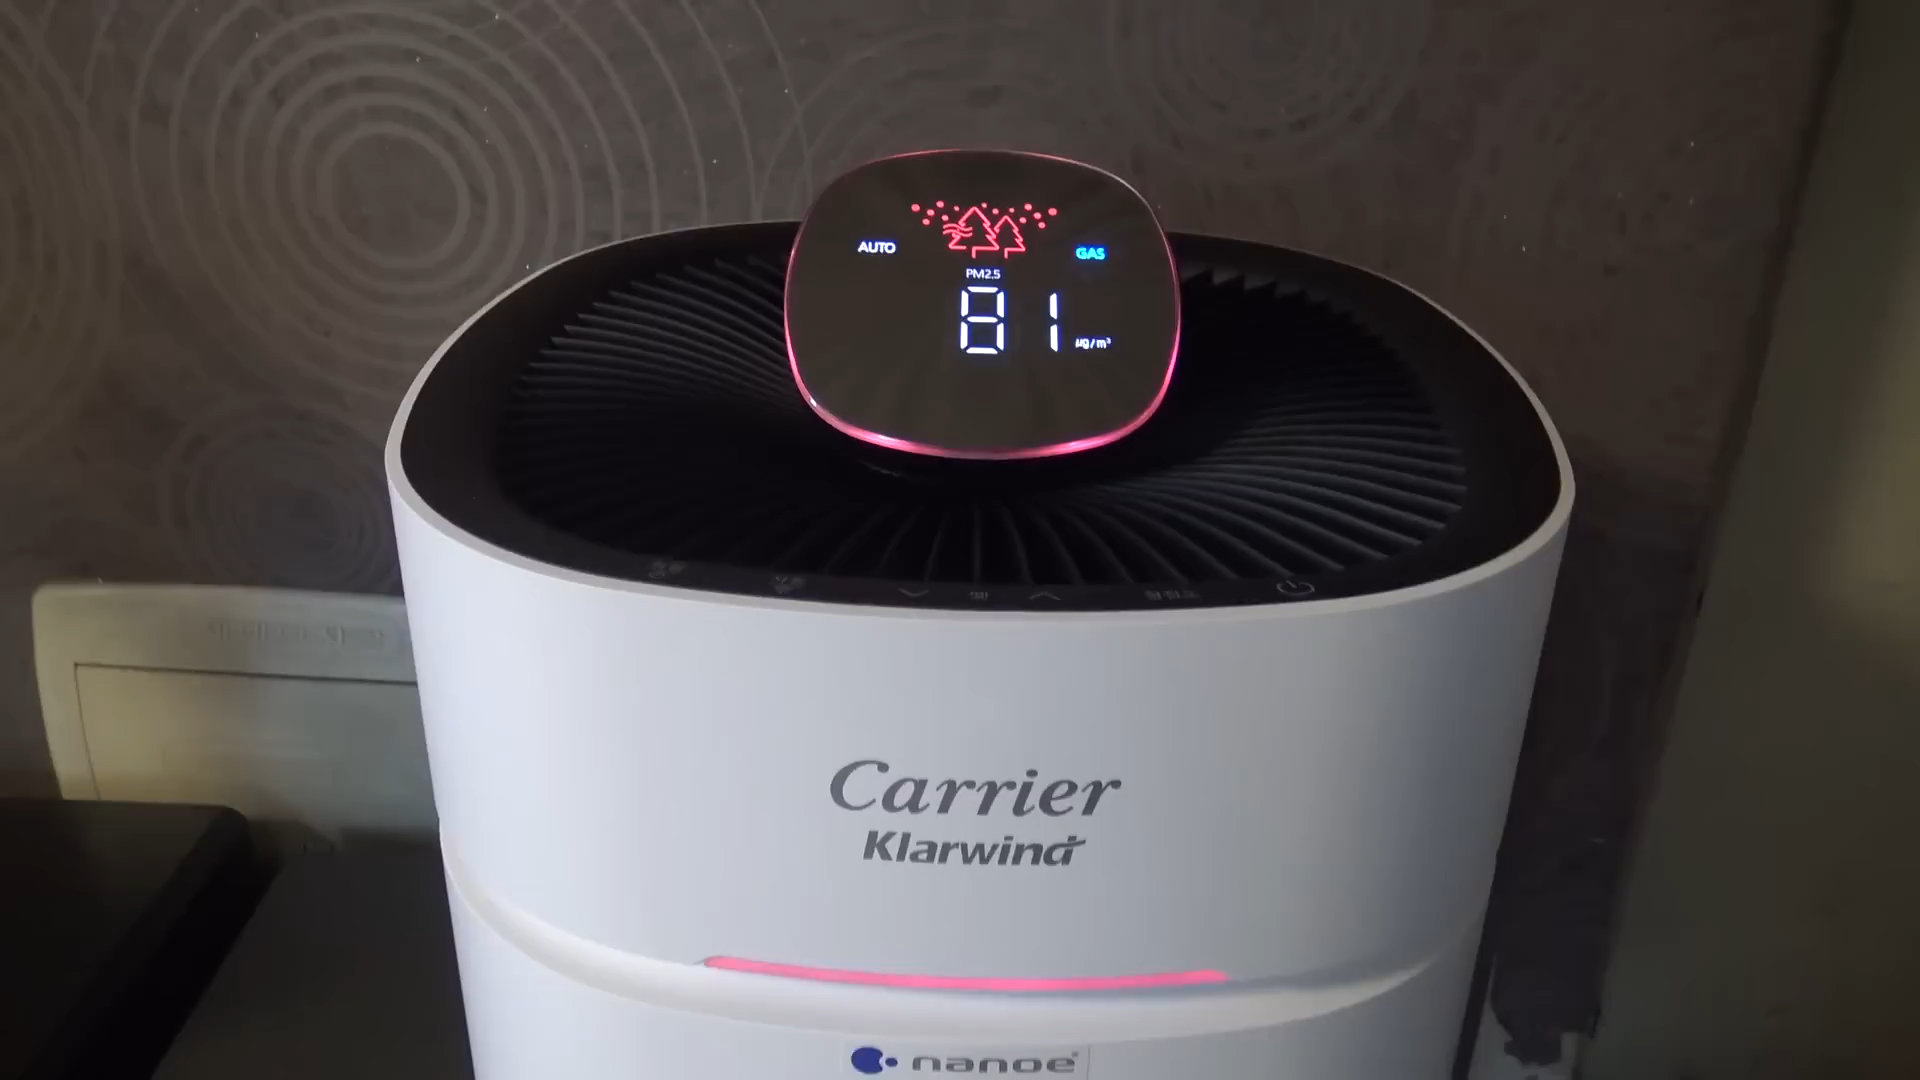 AUTO
GAS
PM2.5
81 µg/m³
Carrier
Klarwind
nanoe